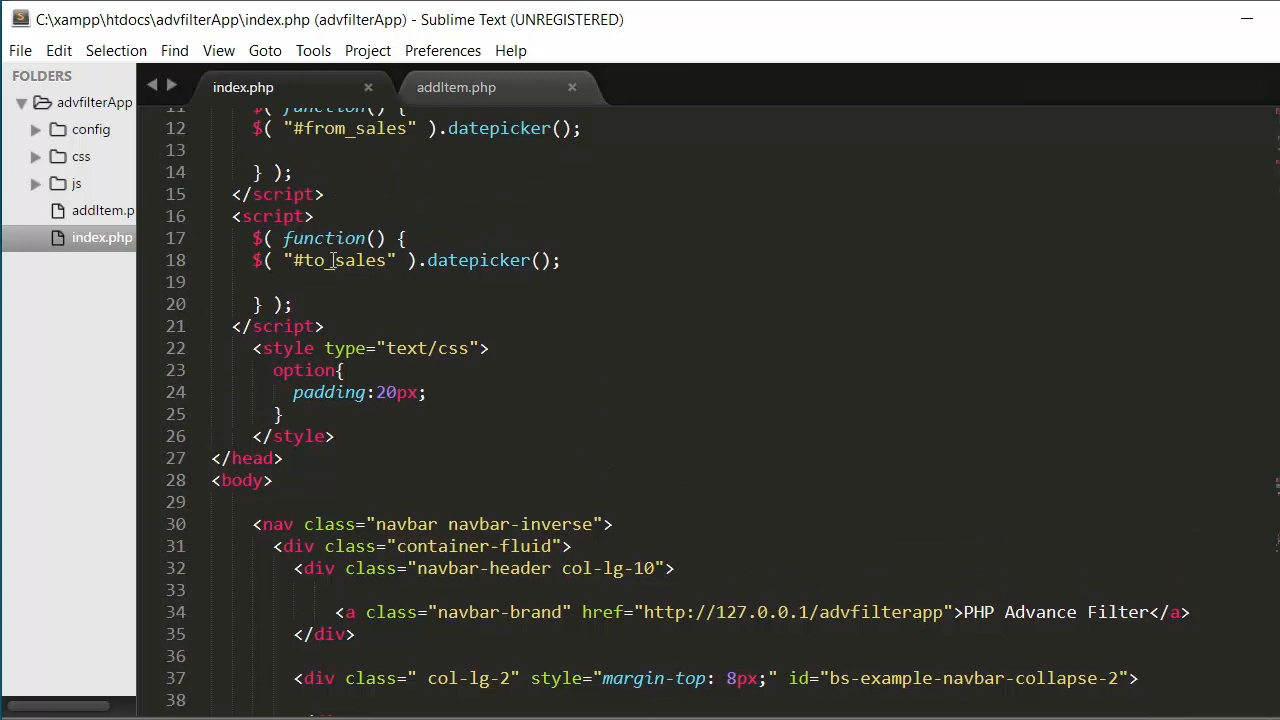 C:\xampp\htdocs\advfilterApp\index.php (advfilterApp) - Sublime Text (UNREGISTERED)
File Edit Selection Find View Goto Tools Project Preferences Help
FOLDERS
advfilterApp
config
css
js
addItem.p
index.php
index.php addItem.php
11 $( function() {
12 $( "#from_sales" ).datepicker();
13
14 } );
15 </script>
16 <script>
17 $( function() {
18 $( "#to_sales" ).datepicker();
19
20 } );
21 </script>
22 <style type="text/css">
23 option{
24 padding:20px;
25 }
26 </style>
27 </head>
28 <body>
29
30 <nav class="navbar navbar-inverse">
31 <div class="container-fluid">
32 <div class="navbar-header col-lg-10">
33
34 <a class="navbar-brand" href="http://127.0.0.1/advfilterapp">PHP Advance Filter</a>
35 </div>
36
37 <div class=" col-lg-2" style="margin-top: 8px;" id="bs-example-navbar-collapse-2">
38